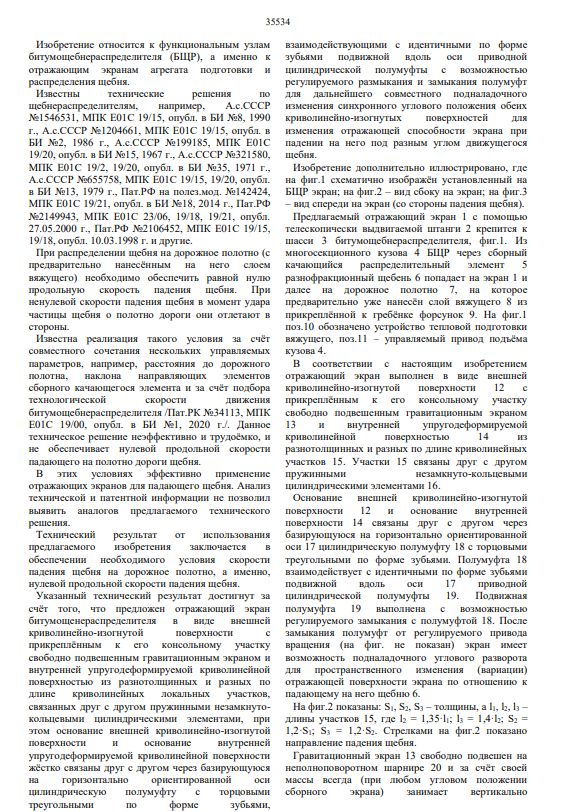 35534
Изобретение относится к функциональным узлам
битумощебнераспределителя (БЩР), а именно к
отражающим экранам агрегата подготовки и
распределения щебня.
Известны технические решения по
щебнераспределителям, например, А.с.СССР
№1546531, МПК Е01С 19/15, опубл. в БИ №8, 1990
г., А.с.СССР №1204661, МПК Е01С 19/15, опубл. в
БИ №2, 1986 г., А.с.СССР №199185, МПК Е01С
19/20, опубл. в БИ №15, 1967 г., А.с.СССР №321580,
МПК Е01С 19/2, 19/20, опубл. в БИ №35, 1971 г.,
А.с.СССР №655758, МПК Е01С 19/15, 19/20, опубл.
в БИ №13, 1979 г., Пат.РФ на полез.мод. №142424,
МПК Е01С 19/21, опубл. в БИ №18, 2014 г., Пат.РФ
№2149943, МПК Е01С 23/06, 19/18, 19/21, опубл.
27.05.2000 г., Пат.РФ №2106452, МПК Е01С 19/15,
19/18, опубл. 10.03.1998 г. и другие.
При распределении щебня на дорожное полотно (с
предварительно нанесённым на него слоем
вяжущего) необходимо обеспечить равной нулю
продольную скорость падения щебня. При
ненулевой скорости падения щебня в момент удара
частицы щебня о полотно дороги они отлетают в
стороны.
Известна реализация такого условия за счёт
совместного сочетания нескольких управляемых
параметров, например, расстояния до дорожного
полотна, наклона направляющих элементов
сборного качающегося элемента и за счёт подбора
технологической скорости движения
битумощебнераспределителя /Пат.РК №34113, МПК
Е01С 19/00, опубл. в БИ №1, 2020 г./. Данное
техническое решение неэффективно и трудоёмко, и
не обеспечивает нулевой продольной скорости
падающего на полотно дороги щебня.
В этих условиях эффективно применение
отражающих экранов для падающего щебня. Анализ
технической и патентной информации не позволил
выявить аналогов предлагаемого технического
решения.
Технический результат от использования
предлагаемого изобретения заключается в
обеспечении необходимого условия скорости
падения щебня на дорожное полотно, а именно,
нулевой продольной скорости падения щебня.
Указанный технический результат достигнут за
счёт того, что предложен отражающий экран
битумощенераспределителя в виде внешней
криволинейно-изогнутой поверхности с
прикреплённым к его консольному участку
свободно подвешенным гравитационным экраном и
внутренней упругодеформируемой криволинейной
поверхностью из разнотолщинных и разных по
длине криволинейных локальных участков,
связанных друг с другом пружинными незамкнуто-
кольцевыми цилиндрическими элементами, при
этом основание внешней криволинейно-изогнутой
поверхности и основание внутренней
упругодеформируемой криволинейной поверхности
жёстко связаны друг с другом через базирующуюся
на горизонтально ориентированной оси
цилиндрическую полумуфту с торцовыми
треугольными по форме зубьями,
взаимодействующими с идентичными по форме
зубьями подвижной вдоль оси приводной
цилиндрической полумуфты с возможностью
регулируемого размыкания и замыкания полумуфт
для дальнейшего совместного подналадочного
изменения синхронного углового положения обеих
криволинейно-изогнутых поверхностей для
изменения отражающей способности экрана при
падении на него под разным углом движущегося
щебня.
Изобретение дополнительно иллюстрировано, где
на фиг.1 схематично изображён установленный на
БЩР экран; на фиг.2 – вид сбоку на экран; на фиг.3
– вид спереди на экран (со стороны падения щебня).
Предлагаемый отражающий экран 1 с помощью
телескопически выдвигаемой штанги 2 крепится к
шасси 3 битумощебнераспределителя, фиг.1. Из
многосекционного кузова 4 БЩР через сборный
качающийся распределительный элемент 5
разнофракционный щебень 6 попадает на экран 1 и
далее на дорожное полотно 7, на которое
предварительно уже нанесён слой вяжущего 8 из
прикреплённой к гребёнке форсунок 9. На фиг.1
поз.10 обозначено устройство тепловой подготовки
вяжущего, поз.11 – управляемый привод подъёма
кузова 4.
В соответствии с настоящим изобретением
отражающий экран выполнен в виде внешней
криволинейно-изогнутой поверхности 12 с
прикреплённым к его консольному участку
свободно подвешенным гравитационным экраном
13 и внутренней упругодеформируемой
криволинейной поверхностью 14 из
разнотолщинных и разных по длине криволинейных
участков 15. Участки 15 связаны друг с другом
пружинными незамкнуто-кольцевыми
цилиндрическими элементами 16.
Основание внешней криволинейно-изогнутой
поверхности 12 и основание внутренней
поверхности 14 связаны друг с другом через
базирующуюся на горизонтально ориентированной
оси 17 цилиндрическую полумуфту 18 с торцовыми
треугольными по форме зубьями. Полумуфта 18
взаимодействует с идентичными по форме зубьями
подвижной вдоль оси 17 приводной
цилиндрической полумуфты 19. Подвижная
полумуфта 19 выполнена с возможностью
регулируемого замыкания с полумуфтой 18. После
замыкания полумуфт от регулируемого привода
вращения (на фиг. не показан) экран имеет
возможность подналадочного углового разворота
для пространственного изменения (вариации)
отражающей поверхности экрана по отношению к
падающему на него щебню 6.
На фиг.2 показаны: S₁, S₂, S₃ – толщины, а l₁, l₂, l₃ –
длины участков 15, где l₂ = 1,35·l₁; l₃ = 1,4·l₂; S₂ =
1,2·S₁; S₃ = 1,2·S₂. Стрелками на фиг.2 показано
направление падения щебня.
Гравитационный экран 13 свободно подвешен на
неполноповоротном шарнире 20 и за счёт своей
массы всегда (при любом угловом положении
сборного экрана) занимает вертикально